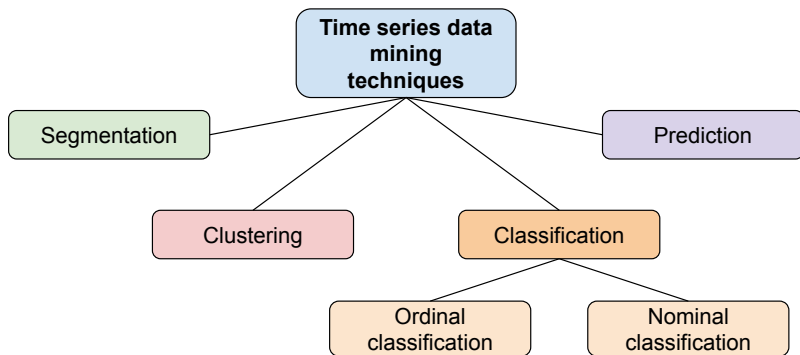 Time series data
mining
techniques
Segmentation
Prediction
Clustering
Classification
Ordinal
classification
Nominal
classification